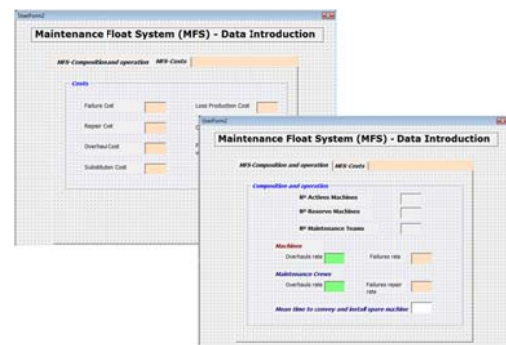 UserForm2
Maintenance Float System (MFS) - Data Introduction
MFS-Composition and operation MFS-Costs
Costs
Failure Cost Loss Production Cost
Repair Cost
Overhaul Cost
Substituton Cost
UserForm2
Maintenance Float System (MFS) - Data Introduction
MFS-Composition and operation MFS-Costs
Composition and operation
Nº Actives Machines
Nº Reserve Machines
Nº Maintenance Teams
Machines
Overhauls rate Failures rate
Maintenance Crews
Overhauls rate Failures repair
rate
Mean time to convey and install spare machine